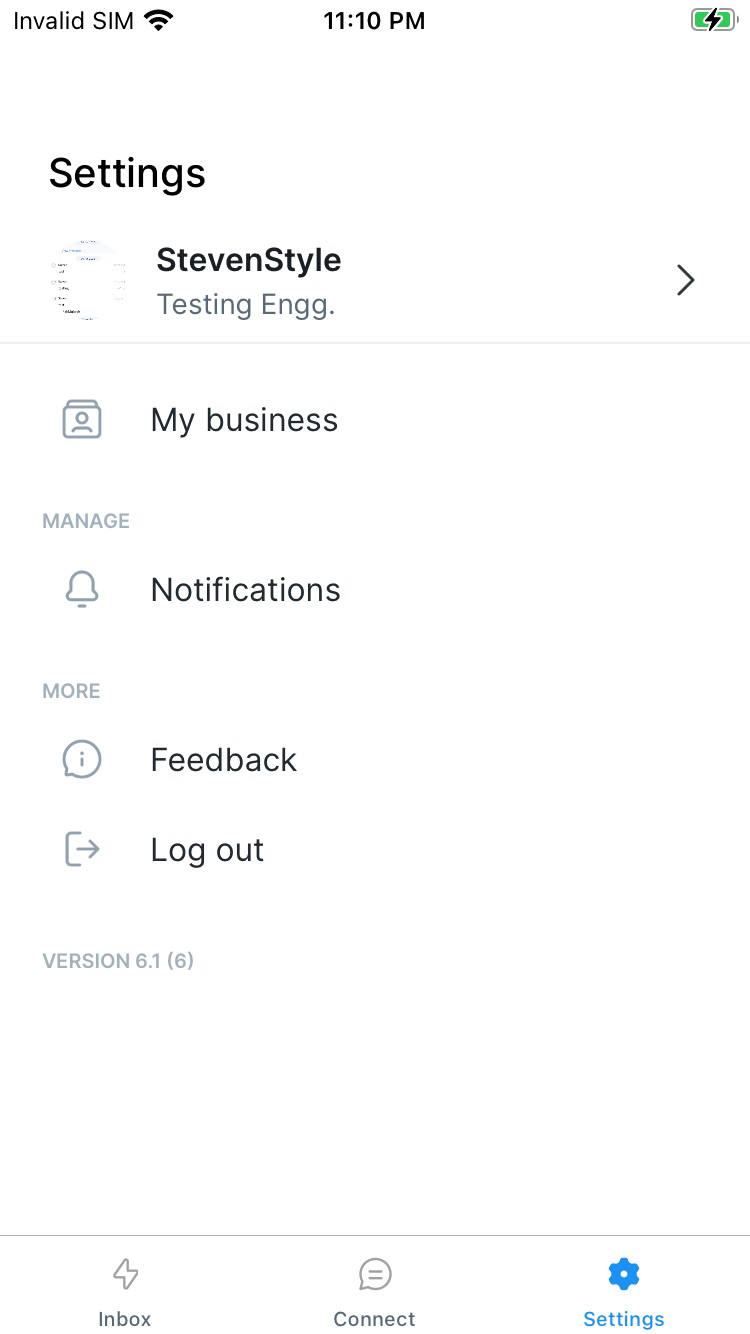 Invalid SIM 11:10 PM
Settings
StevenStyle
Testing Engg.
My business
MANAGE
Notifications
MORE
Feedback
Log out
VERSION 6.1 (6)
Inbox Connect Settings